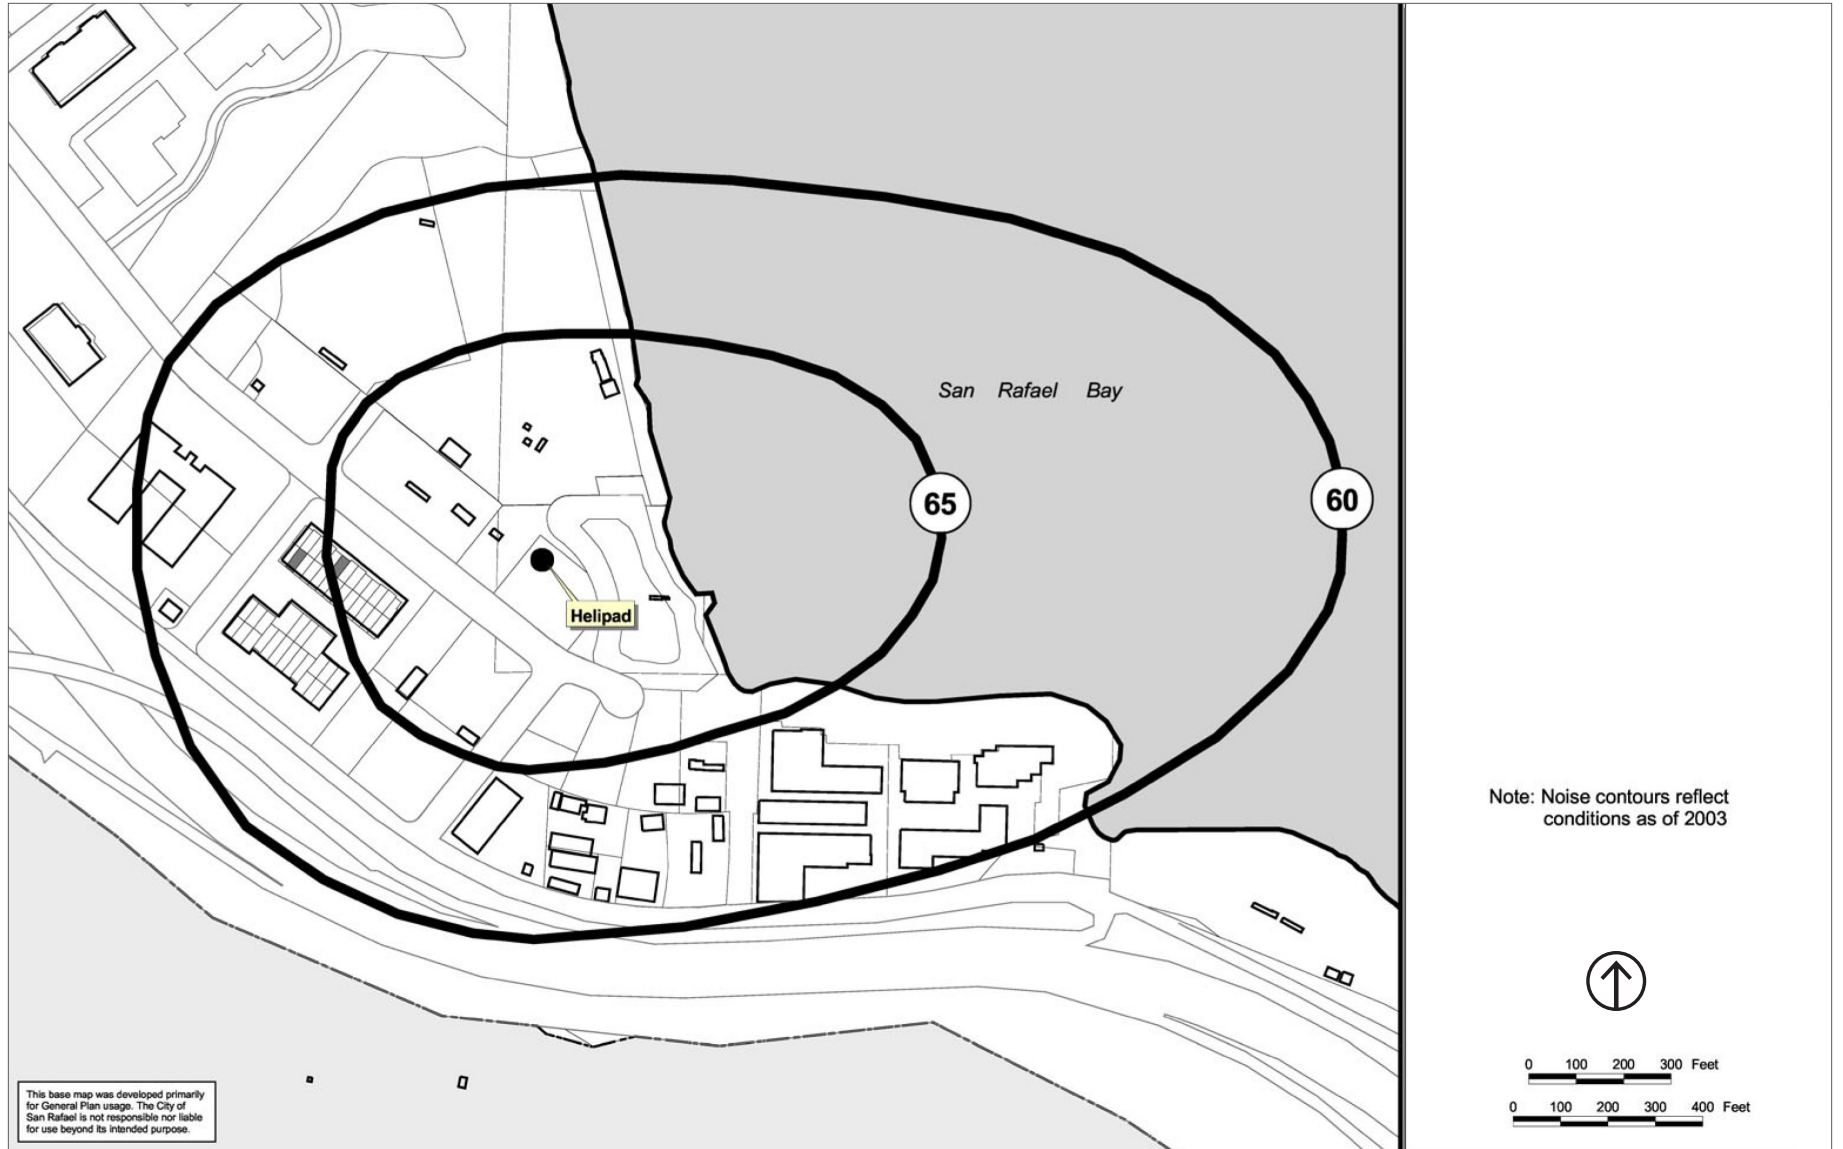 San Rafael Bay
65
60
Helipad
Note: Noise contours reflect
conditions as of 2003
0 100 200 300 Feet
0 100 200 300 400 Feet
This base map was developed primarily
for General Plan usage. The City of
San Rafael is not responsible nor liable
for use beyond its intended purpose.